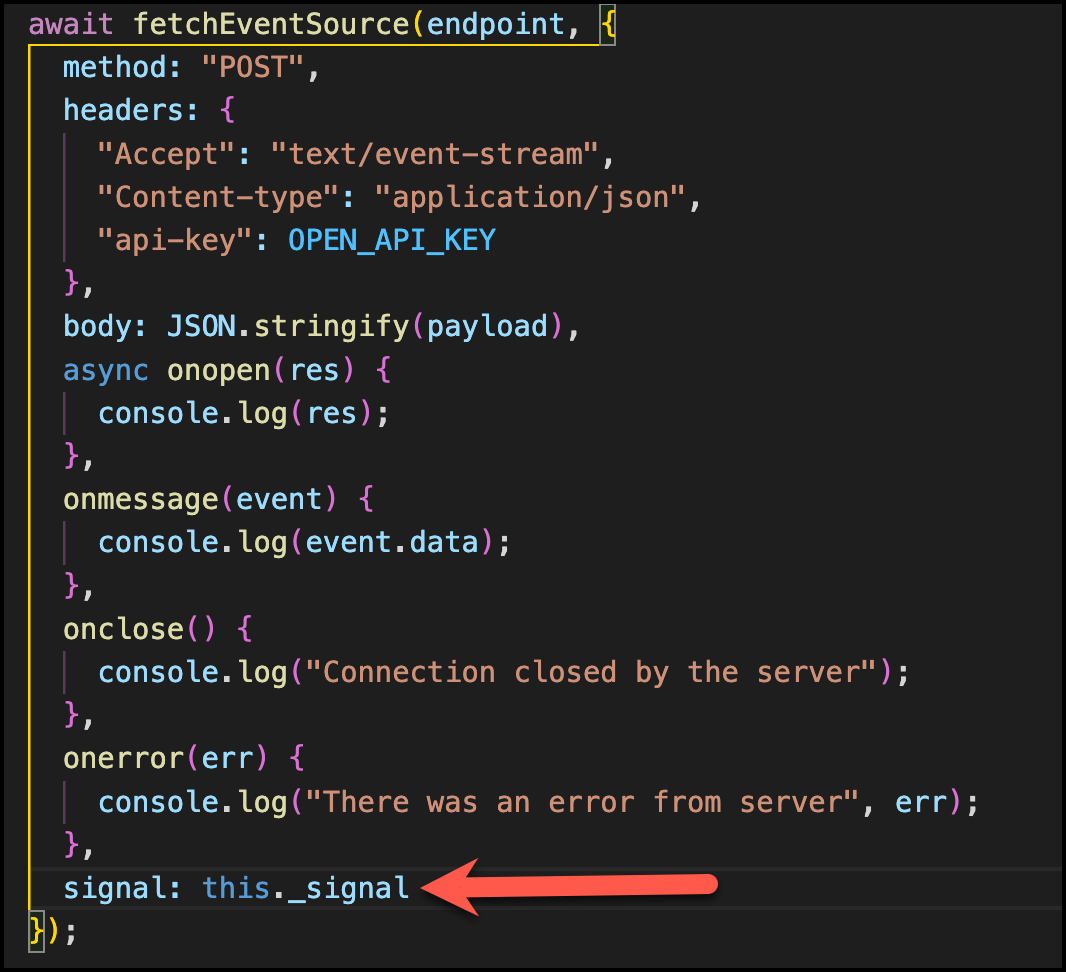 await fetchEventSource(endpoint, {
method: "POST",
headers: {
"Accept": "text/event-stream",
"Content-type": "application/json",
"api-key": OPEN_API_KEY
},
body: JSON.stringify(payload),
async onopen(res) {
console.log(res);
},
onmessage(event) {
console.log(event.data);
},
onclose() {
console.log("Connection closed by the server");
},
onerror(err) {
console.log("There was an error from server", err);
},
signal: this._signal
});